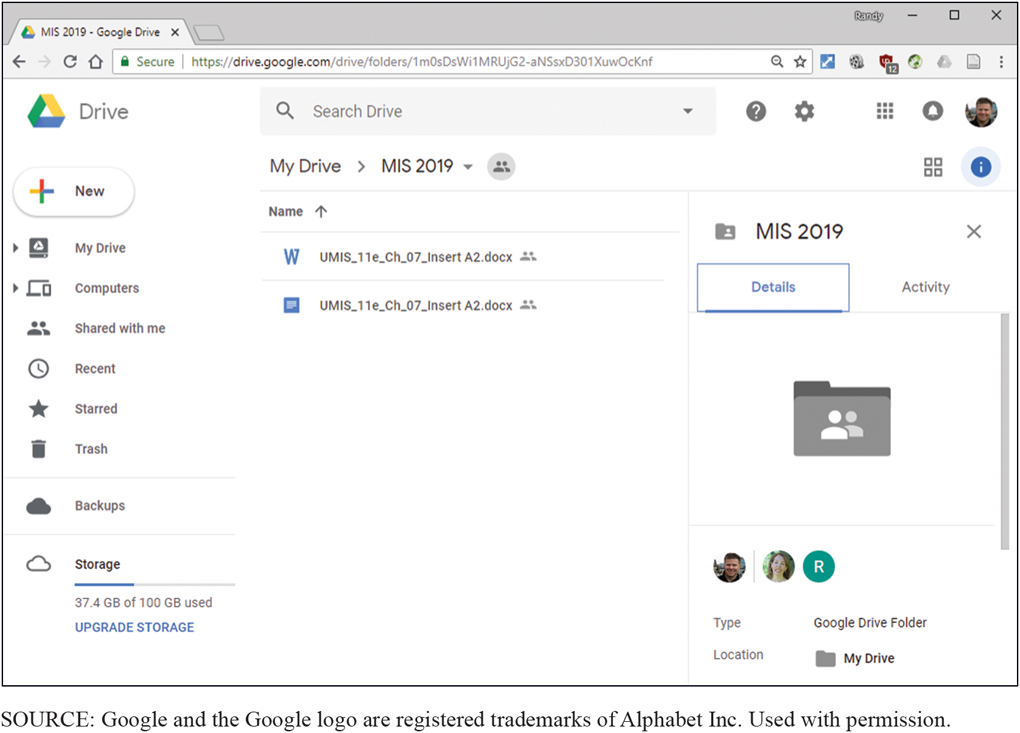 Randy
MIS 2019 - Google Drive
Secure https://drive.google.com/drive/folders/1m0sDsWi1MRUjG2-aNSsxD301XuwOcKnf
12
Drive
Search Drive
My Drive > MIS 2019
New
Name
MIS 2019
My Drive
UMIS_11e_Ch_07_Insert A2.docx
Computers
Details
Activity
Shared with me
UMIS_11e_Ch_07_Insert A2.docx
Recent
Starred
Trash
Backups
Storage
37.4 GB of 100 GB used
UPGRADE STORAGE
R
Type Google Drive Folder
Location My Drive
SOURCE: Google and the Google logo are registered trademarks of Alphabet Inc. Used with permission.